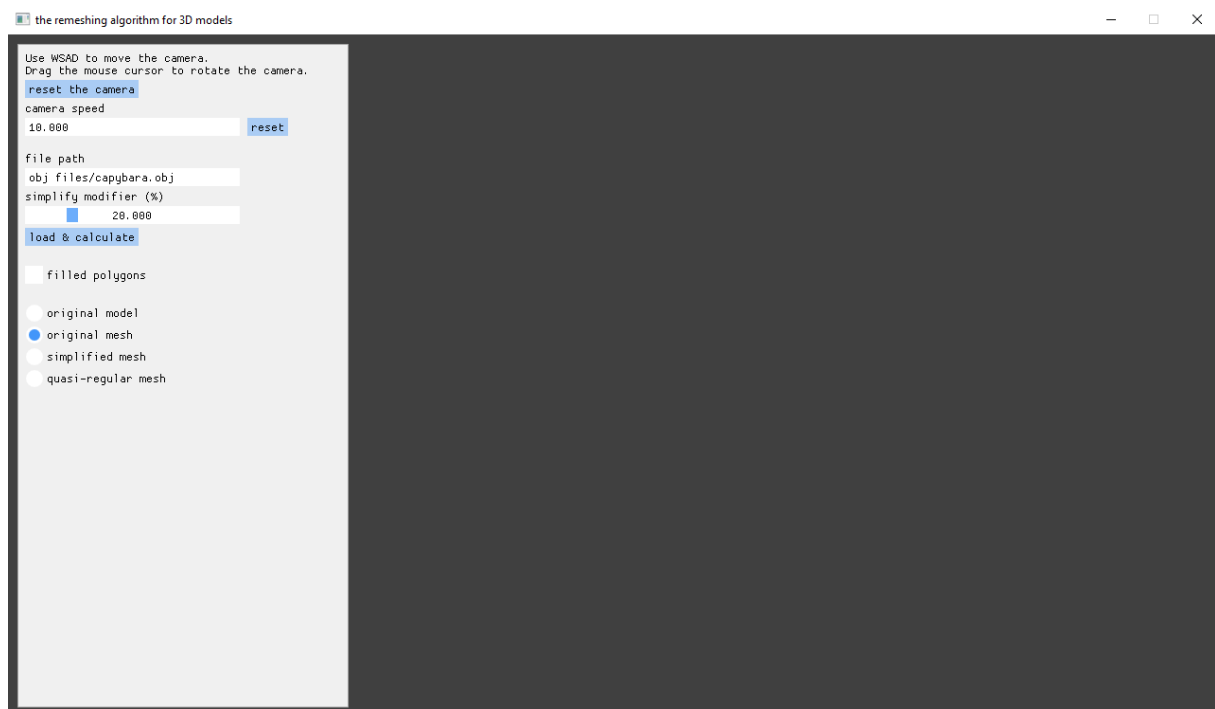 the remeshing algorithm for 3D models
Use WSAD to move the camera.
Drag the mouse cursor to rotate the camera.
reset the camera
camera speed
10.000 reset
file path
obj files/capybara.obj
simplify modifier (%)
20.000
load & calculate
filled polygons
original model
original mesh
simplified mesh
quasi-regular mesh